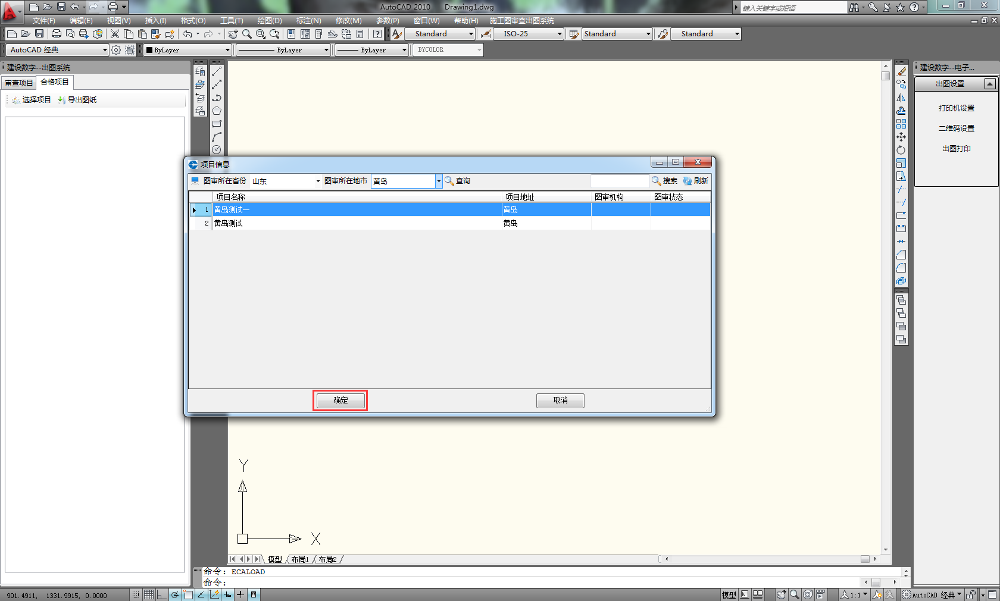 AutoCAD 2010 Drawing1.dwg
键入关键字或短语
文件(F) 编辑(E) 视图(V) 插入(I) 格式(O) 工具(T) 绘图(D) 标注(N) 修改(M) 参数(P) 窗口(W) 帮助(H) 施工图审查出图系统
Standard ISO-25 Standard Standard
AutoCAD 经典 ByLayer ByLayer ByLayer BYCOLOR
建设数字--出图系统
审查项目 合格项目
选择项目 导出图纸
建设数字--电子...
出图设置
打印机设置
二维码设置
出图打印
项目信息
图审所在省份 山东 图审所在地市 黄岛 查询 搜索 刷新
项目名称 项目地址 图审机构 图审状态
1 黄岛测试一 黄岛
2 黄岛测试 黄岛
确定 取消
Y
X
模型 布局1 布局2
命令: ECALOAD
命令:
901.4911, 1331.9915, 0.0000
模型 1:1 AutoCAD 经典